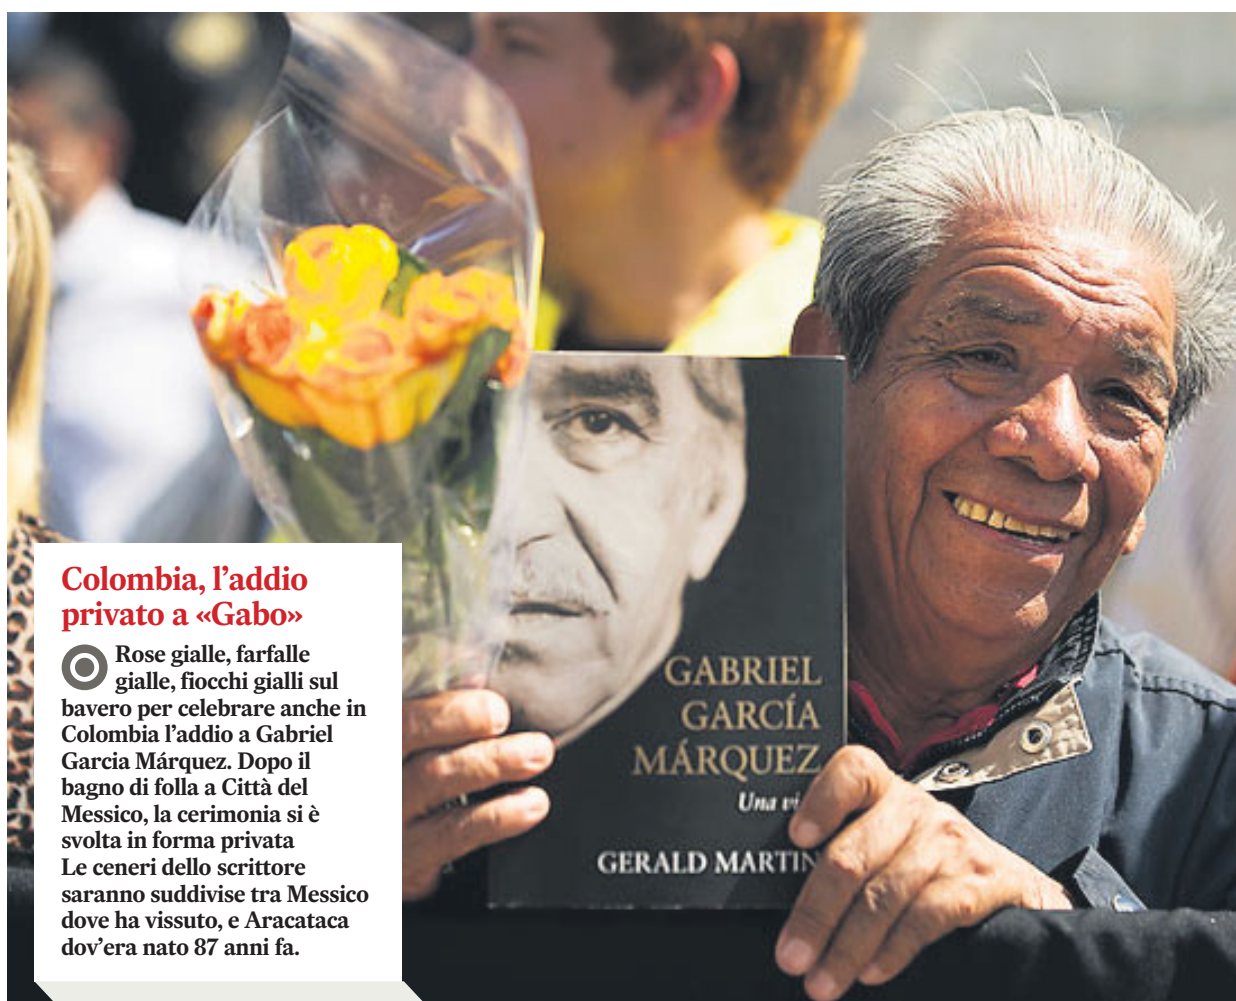 Colombia, l'addio
privato a «Gabo»
Rose gialle, farfalle
gialle, fiocchi gialli sul
bavero per celebrare anche in
Colombia l'addio a Gabriel
Garcia Márquez. Dopo il
bagno di folla a Città del
Messico, la cerimonia si è
svolta in forma privata
Le ceneri dello scrittore
saranno suddivise tra Messico
dove ha vissuto, e Aracataca
dov'era nato 87 anni fa.
GABRIEL
GARCÍA
MÁRQUEZ
Una
GERALD MARTIN